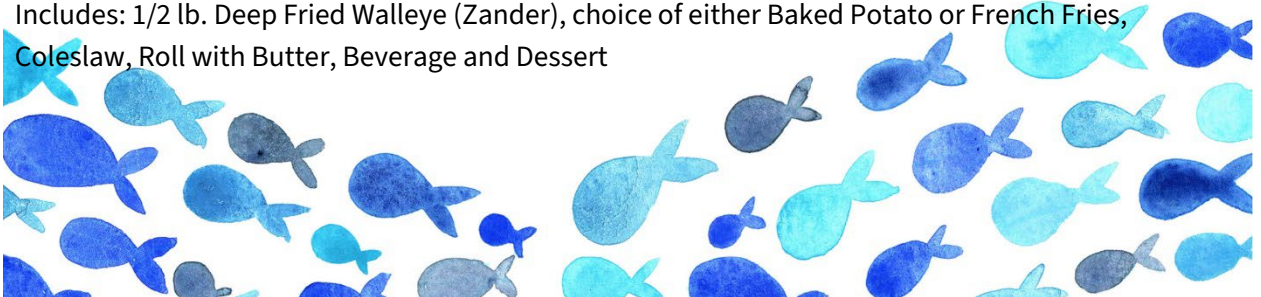 Includes: 1/2 lb. Deep Fried Walleye (Zander), choice of either Baked Potato or French Fries,
Coleslaw, Roll with Butter, Beverage and Dessert